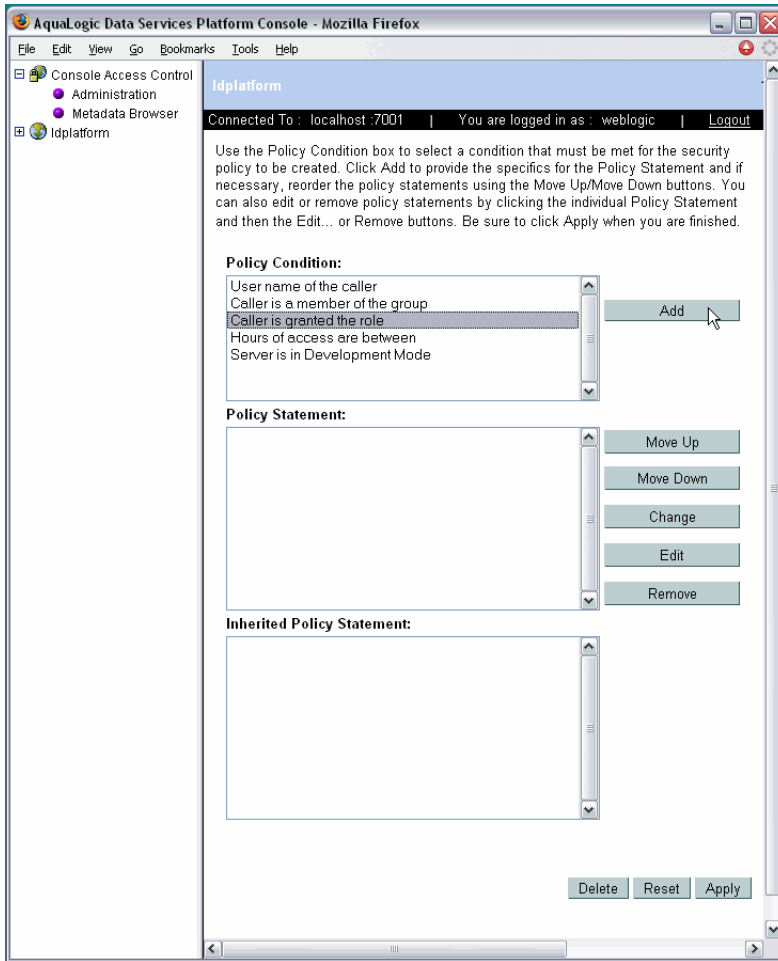 AquaLogic Data Services Platform Console - Mozilla Firefox
File Edit View Go Bookmarks Tools Help
Console Access Control
Administration
Metadata Browser
ldplatform
ldplatform
Connected To : localhost :7001 | You are logged in as : weblogic | Logout
Use the Policy Condition box to select a condition that must be met for the security
policy to be created. Click Add to provide the specifics for the Policy Statement and if
necessary, reorder the policy statements using the Move Up/Move Down buttons. You
can also edit or remove policy statements by clicking the individual Policy Statement
and then the Edit... or Remove buttons. Be sure to click Apply when you are finished.
Policy Condition:
User name of the caller
Caller is a member of the group
Caller is granted the role
Hours of access are between
Server is in Development Mode
Add
Policy Statement:
Move Up
Move Down
Change
Edit
Remove
Inherited Policy Statement:
Delete Reset Apply